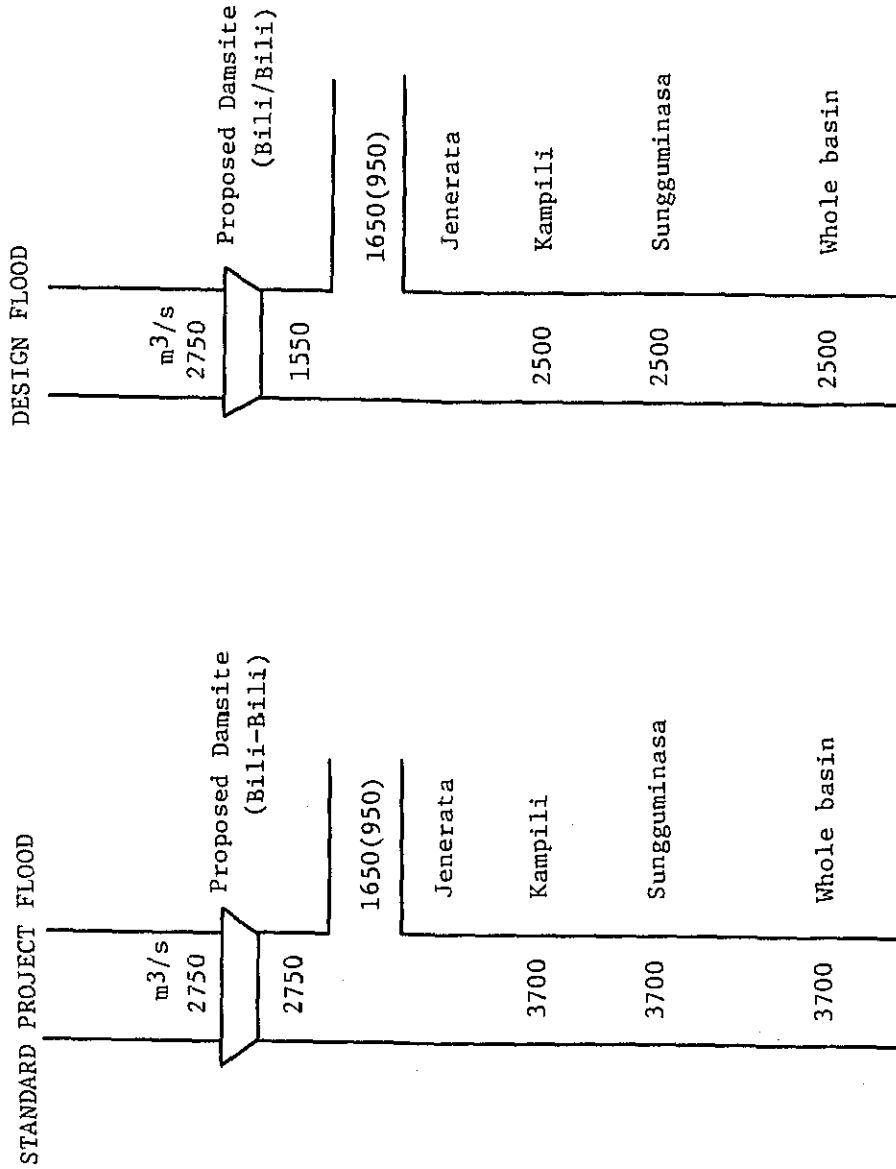 STANDARD PROJECT FLOOD
m3/s
2750
Proposed Damsite
(Bili-Bili)
2750
1650(950)
Jenerata
3700
Kampili
3700
Sungguminasa
3700
Whole basin
DESIGN FLOOD
m3/s
2750
Proposed Damsite
(Bili/Bili)
1550
1650(950)
Jenerata
2500
Kampili
2500
Sungguminasa
2500
Whole basin